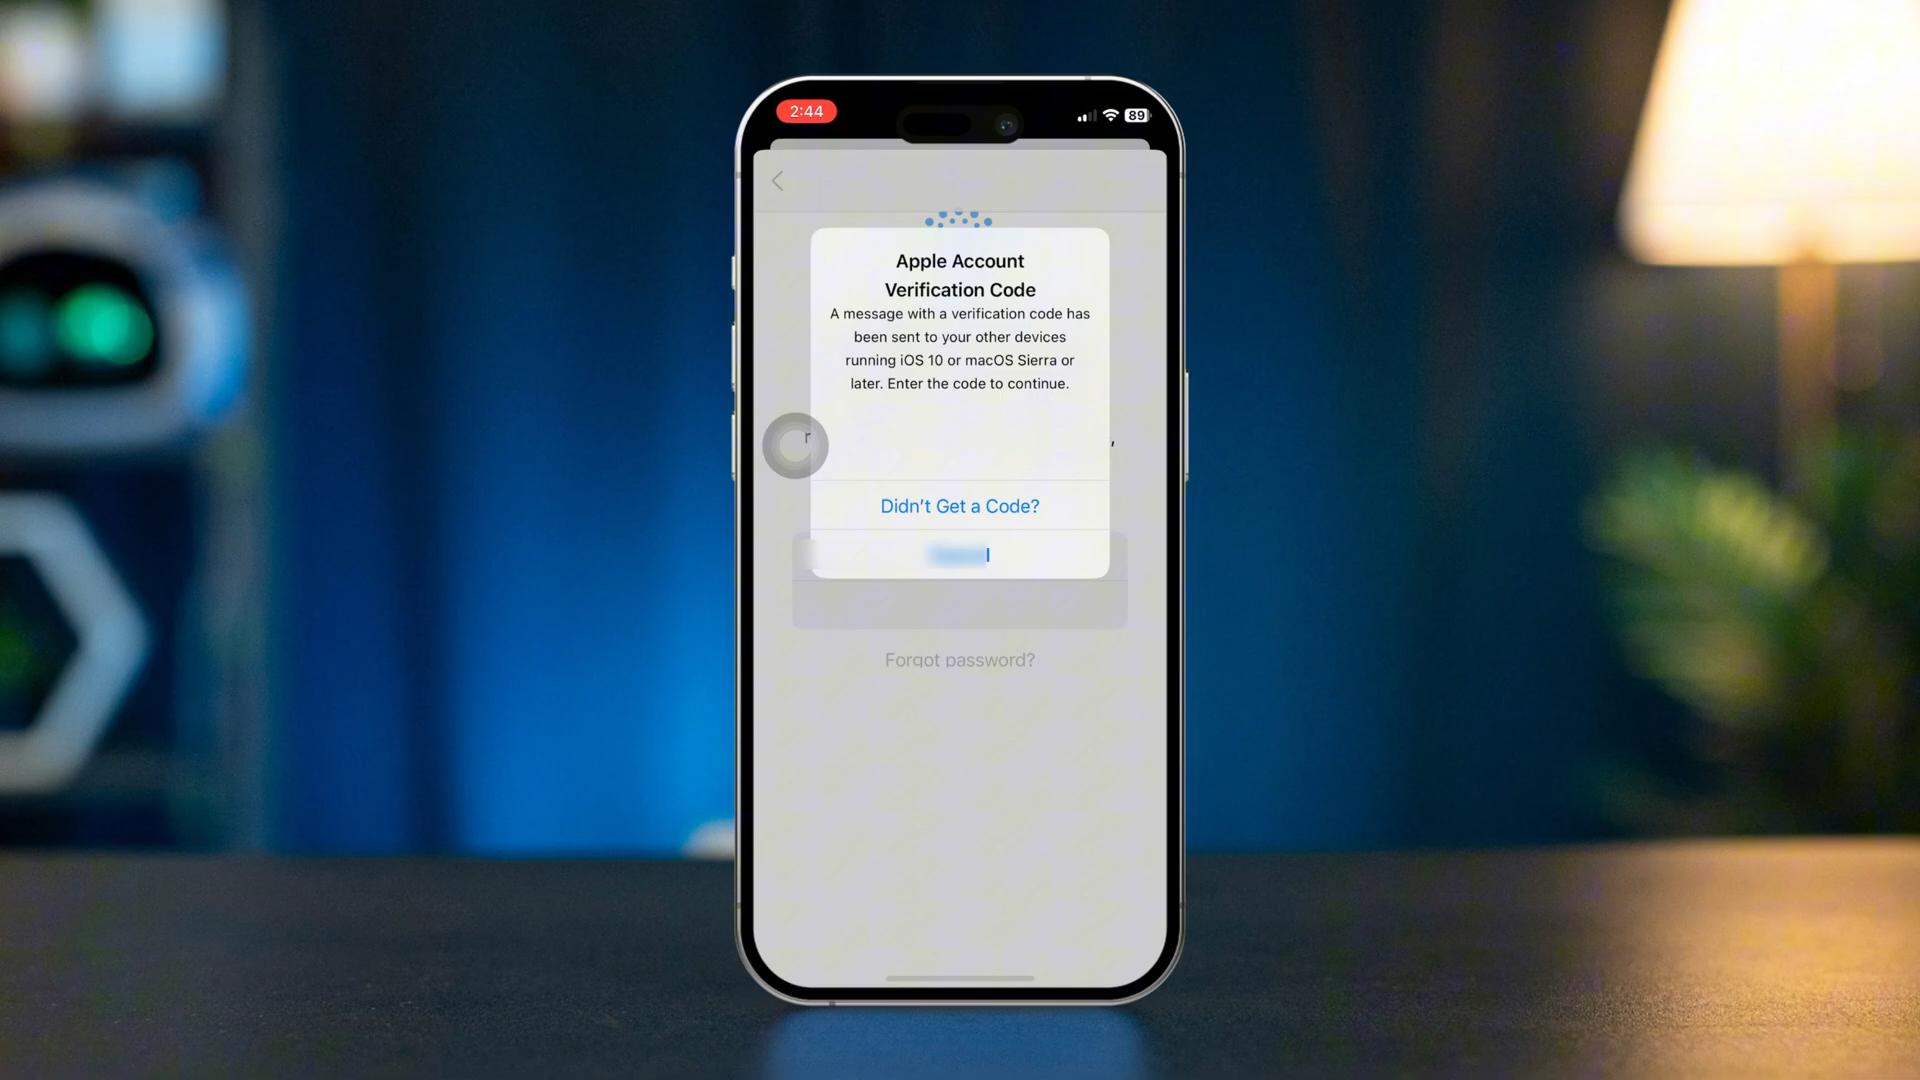 2:44
89
Apple Account
Verification Code
A message with a verification code has
been sent to your other devices
running iOS 10 or macOS Sierra or
later. Enter the code to continue.
r
,
Didn't Get a Code?
Forgot password?